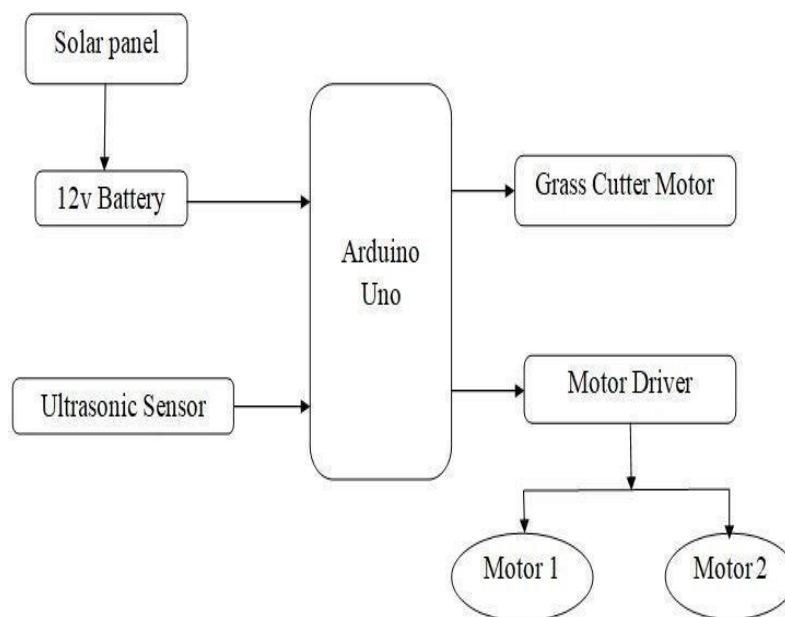 Solar panel
12v Battery
Ultrasonic Sensor
Arduino
Uno
Grass Cutter Motor
Motor Driver
Motor 1
Motor 2